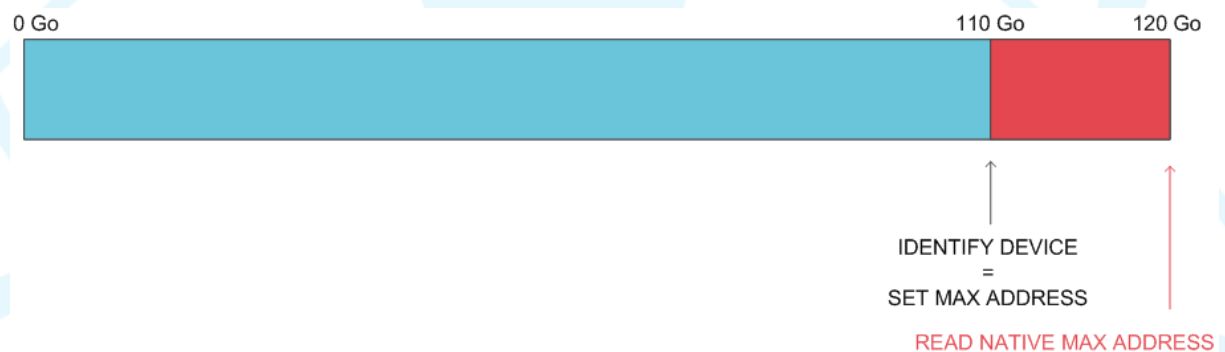 0 Go
110 Go
120 Go
IDENTIFY DEVICE
=
SET MAX ADDRESS
READ NATIVE MAX ADDRESS